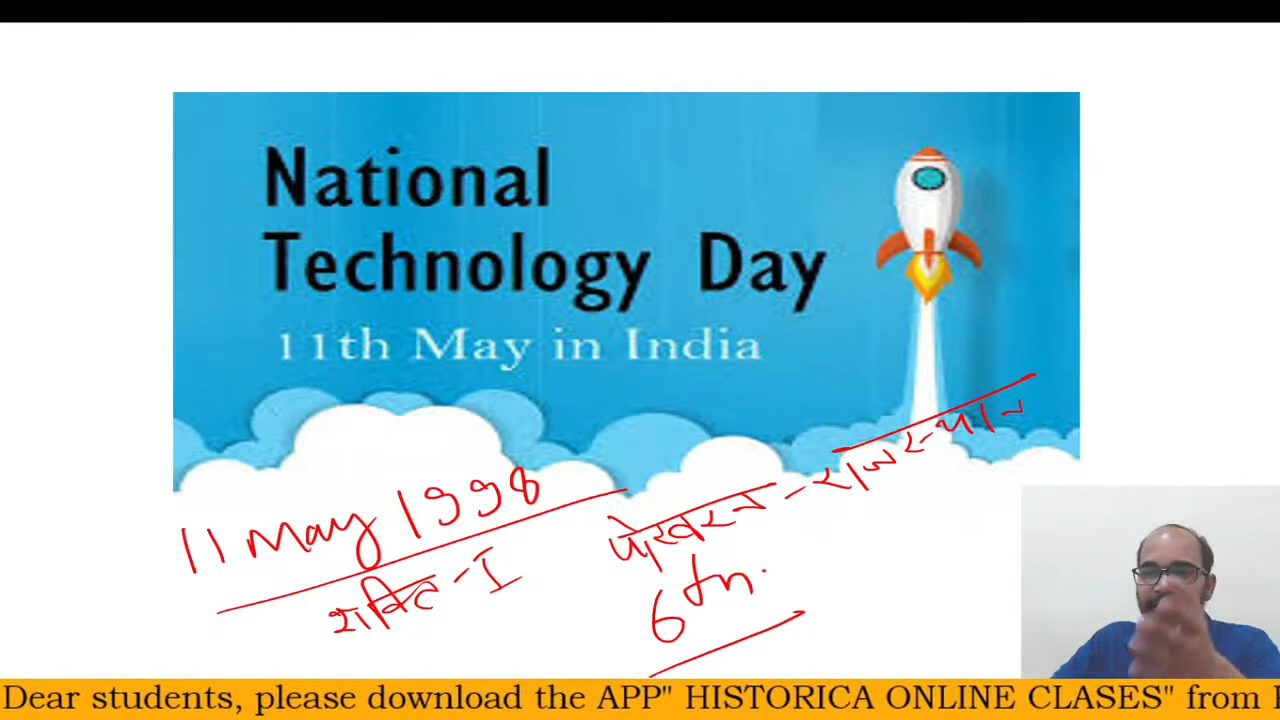 National
Technology Day
11th May in India
11 May 1998
शक्ति - I
पोखरन - राजस्थान
6th.
Dear students, please download the APP" HISTORICA ONLINE CLASES" from